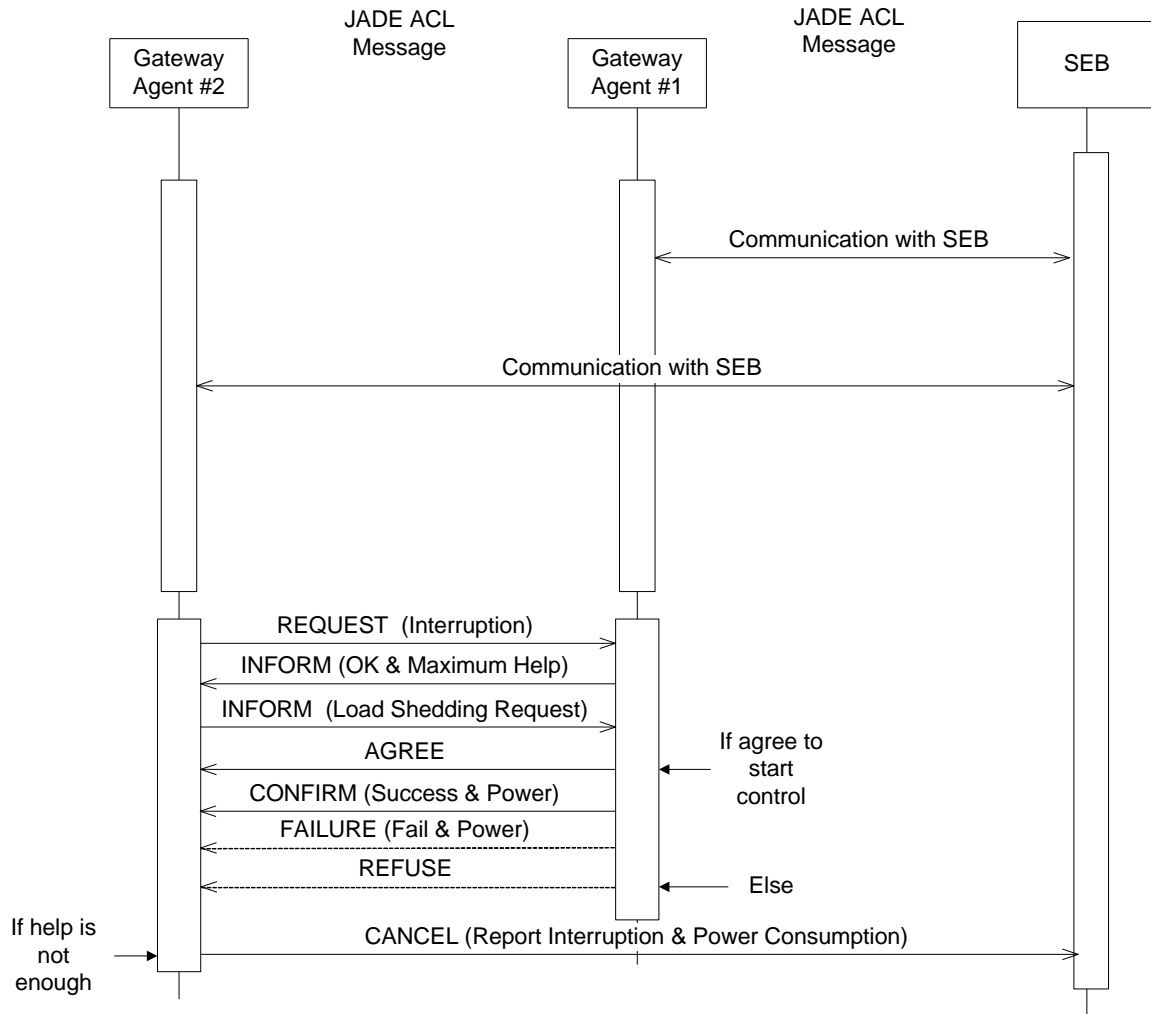 JADE ACL
Message
JADE ACL
Message
Gateway
Agent #2
Gateway
Agent #1
SEB
Communication with SEB
Communication with SEB
REQUEST (Interruption)
INFORM (OK & Maximum Help)
INFORM (Load Shedding Request)
AGREE
If agree to
start
control
CONFIRM (Success & Power)
FAILURE (Fail & Power)
REFUSE
Else
If help is
not
enough
CANCEL (Report Interruption & Power Consumption)